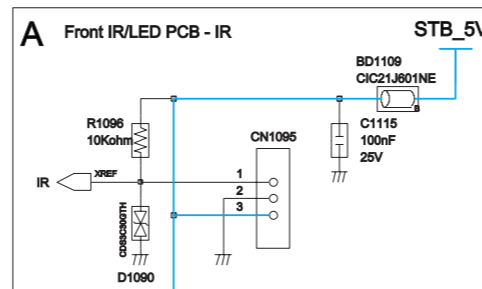 A Front IR/LED PCB - IR
STB_5V
BD1109
CIC21J601NE
B
R1096
10Kohm
C1115
100nF
25V
CN1095
1
2
3
IR
XREF
CDS3C30GTH
D1090